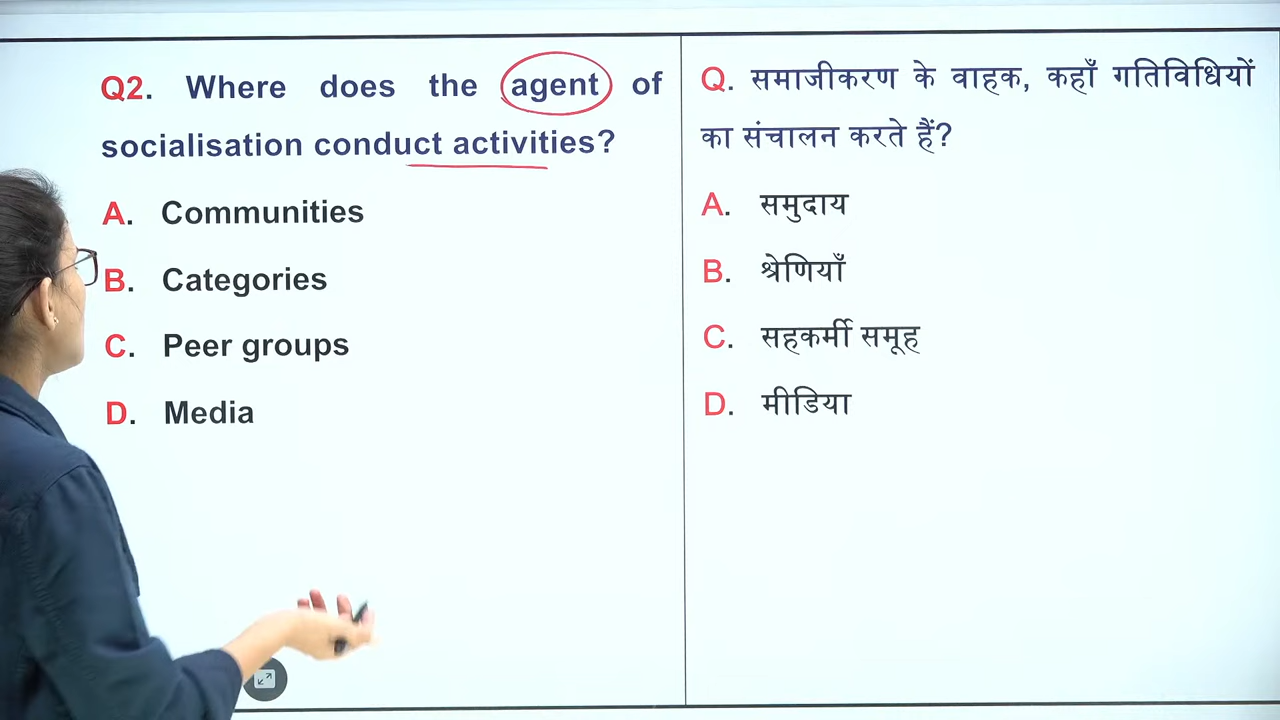 Q2. Where does the agent of
socialisation conduct activities?
A. Communities
B. Categories
C. Peer groups
D. Media
Q. समाजीकरण के वाहक, कहाँ गतिविधियों
का संचालन करते हैं?
A. समुदाय
B. श्रेणियाँ
C. सहकर्मी समूह
D. मीडिया